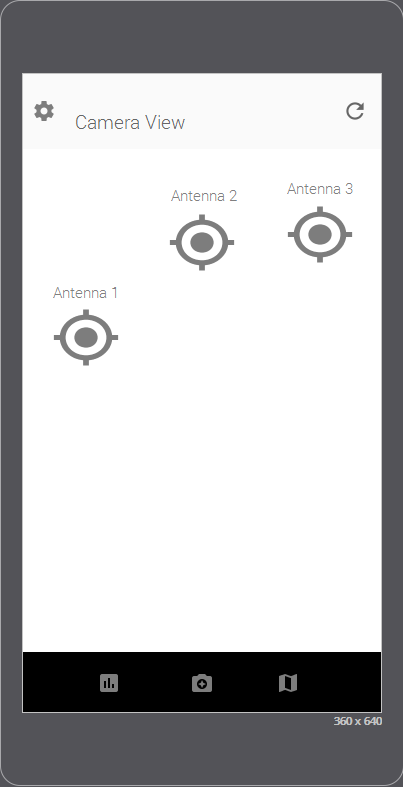 Camera View
Antenna 3
Antenna 2
Antenna 1
360 x 640